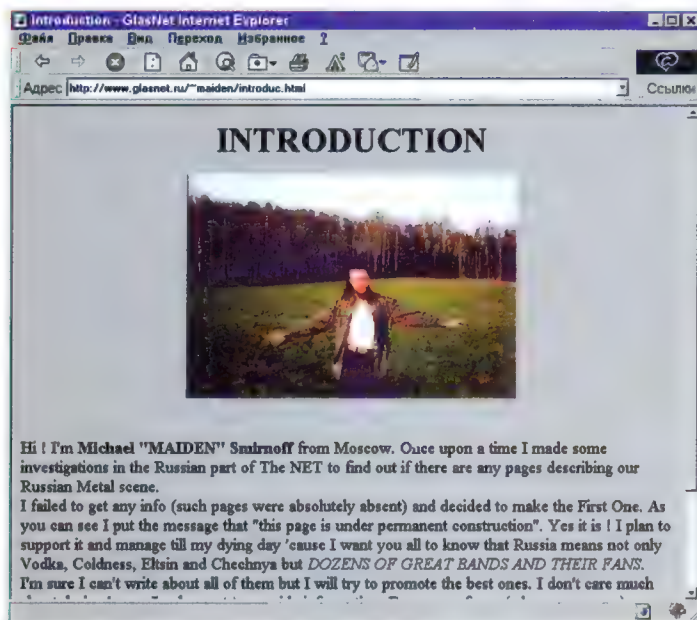 Introduction - GlasNet Internet Explorer
Файл Правка Вид Переход Избранное ?
Адрес http://www.glasnet.ru/~maiden/introduc.html Ссылки
INTRODUCTION
Hi ! I'm Michael "MAIDEN" Smirnoff from Moscow. Once upon a time I made some
investigations in the Russian part of The NET to find out if there are any pages describing our
Russian Metal scene.
I failed to get any info (such pages were absolutely absent) and decided to make the First One. As
you can see I put the message that "this page is under permanent construction". Yes it is ! I plan to
support it and manage till my dying day 'cause I want you all to know that Russia means not only
Vodka, Coldness, Eltsin and Chechnya but DOZENS OF GREAT BANDS AND THEIR FANS.
I'm sure I can't write about all of them but I will try to promote the best ones. I don't care much